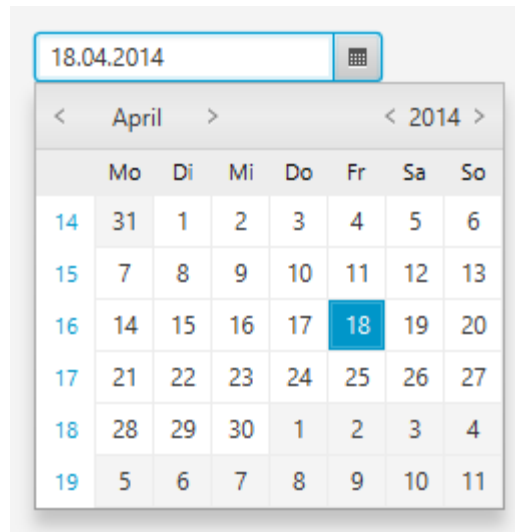 18.04.2014
< April > < 2014 >
Mo Di Mi Do Fr Sa So
14 31 1 2 3 4 5 6
15 7 8 9 10 11 12 13
16 14 15 16 17 18 19 20
17 21 22 23 24 25 26 27
18 28 29 30 1 2 3 4
19 5 6 7 8 9 10 11